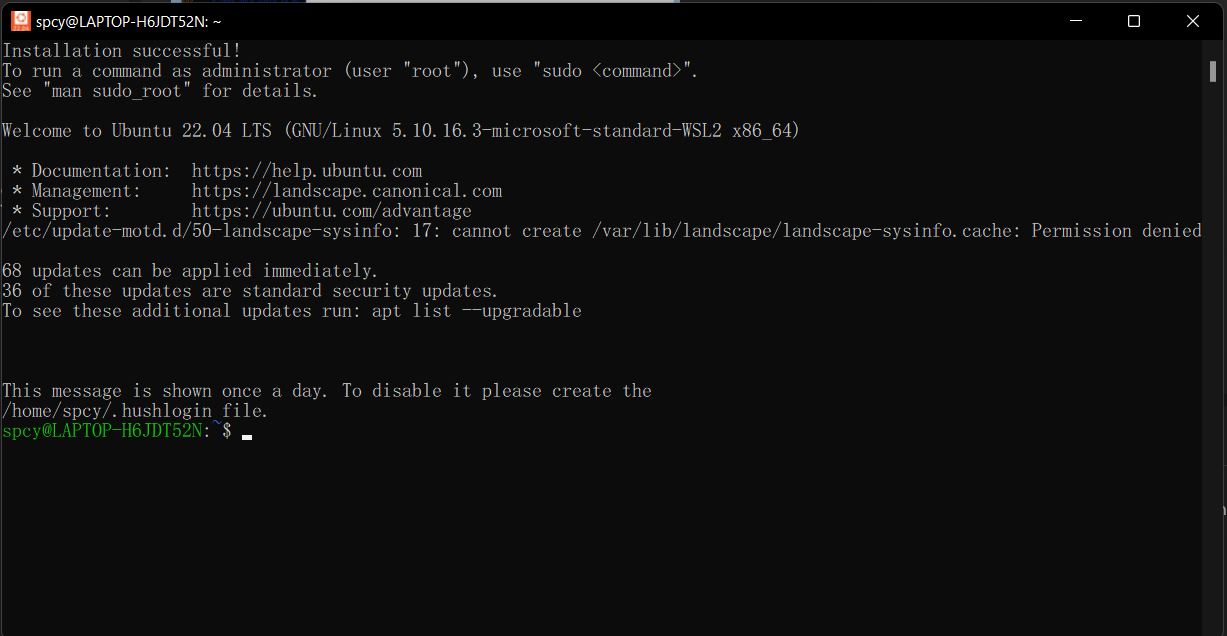 spcy@LAPTOP-H6JDT52N: ~
Installation successful!
To run a command as administrator (user "root"), use "sudo <command>".
See "man sudo_root" for details.
Welcome to Ubuntu 22.04 LTS (GNU/Linux 5.10.16.3-microsoft-standard-WSL2 x86_64)
* Documentation:  https://help.ubuntu.com
* Management:     https://landscape.canonical.com
* Support:        https://ubuntu.com/advantage
/etc/update-motd.d/50-landscape-sysinfo: 17: cannot create /var/lib/landscape/landscape-sysinfo.cache: Permission denied
68 updates can be applied immediately.
36 of these updates are standard security updates.
To see these additional updates run: apt list --upgradable
This message is shown once a day. To disable it please create the
/home/spcy/.hushlogin file.
spcy@LAPTOP-H6JDT52N:~$